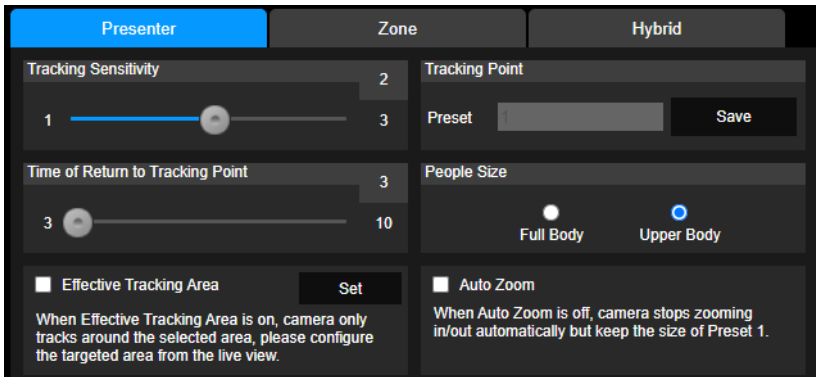 Presenter
Zone
Hybrid
Tracking Sensitivity
2
1
3
Tracking Point
Preset
1
Save
Time of Return to Tracking Point
3
3
10
People Size
Full Body
Upper Body
Effective Tracking Area
Set
When Effective Tracking Area is on, camera only
tracks around the selected area, please configure
the targeted area from the live view.
Auto Zoom
When Auto Zoom is off, camera stops zooming
in/out automatically but keep the size of Preset 1.